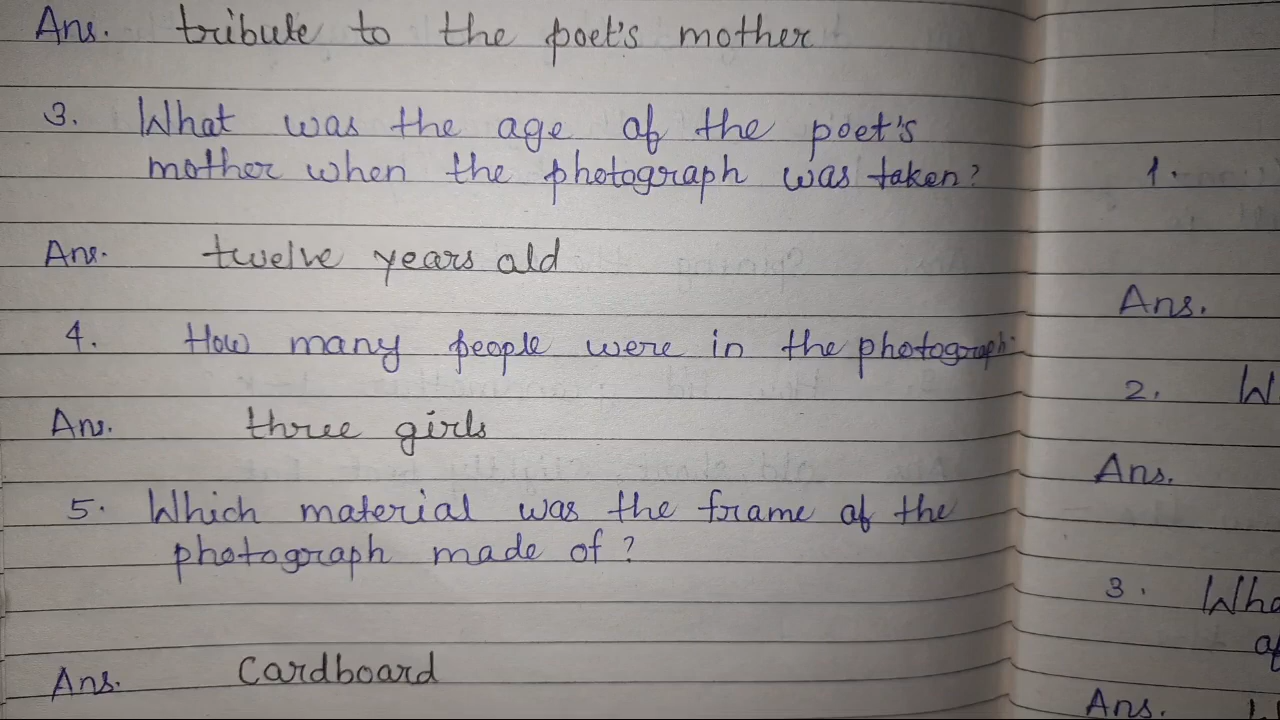 Ans. tribute to the poet's mother
3. What was the age of the poet's
mother when the photograph was taken?
Ans. twelve years old
4. How many people were in the photograph
Ans. three girls
5. Which material was the frame of the
photograph made of?
Ans. Cardboard
1.
Ans.
2. W
Ans.
3. Wha
of
Ans.